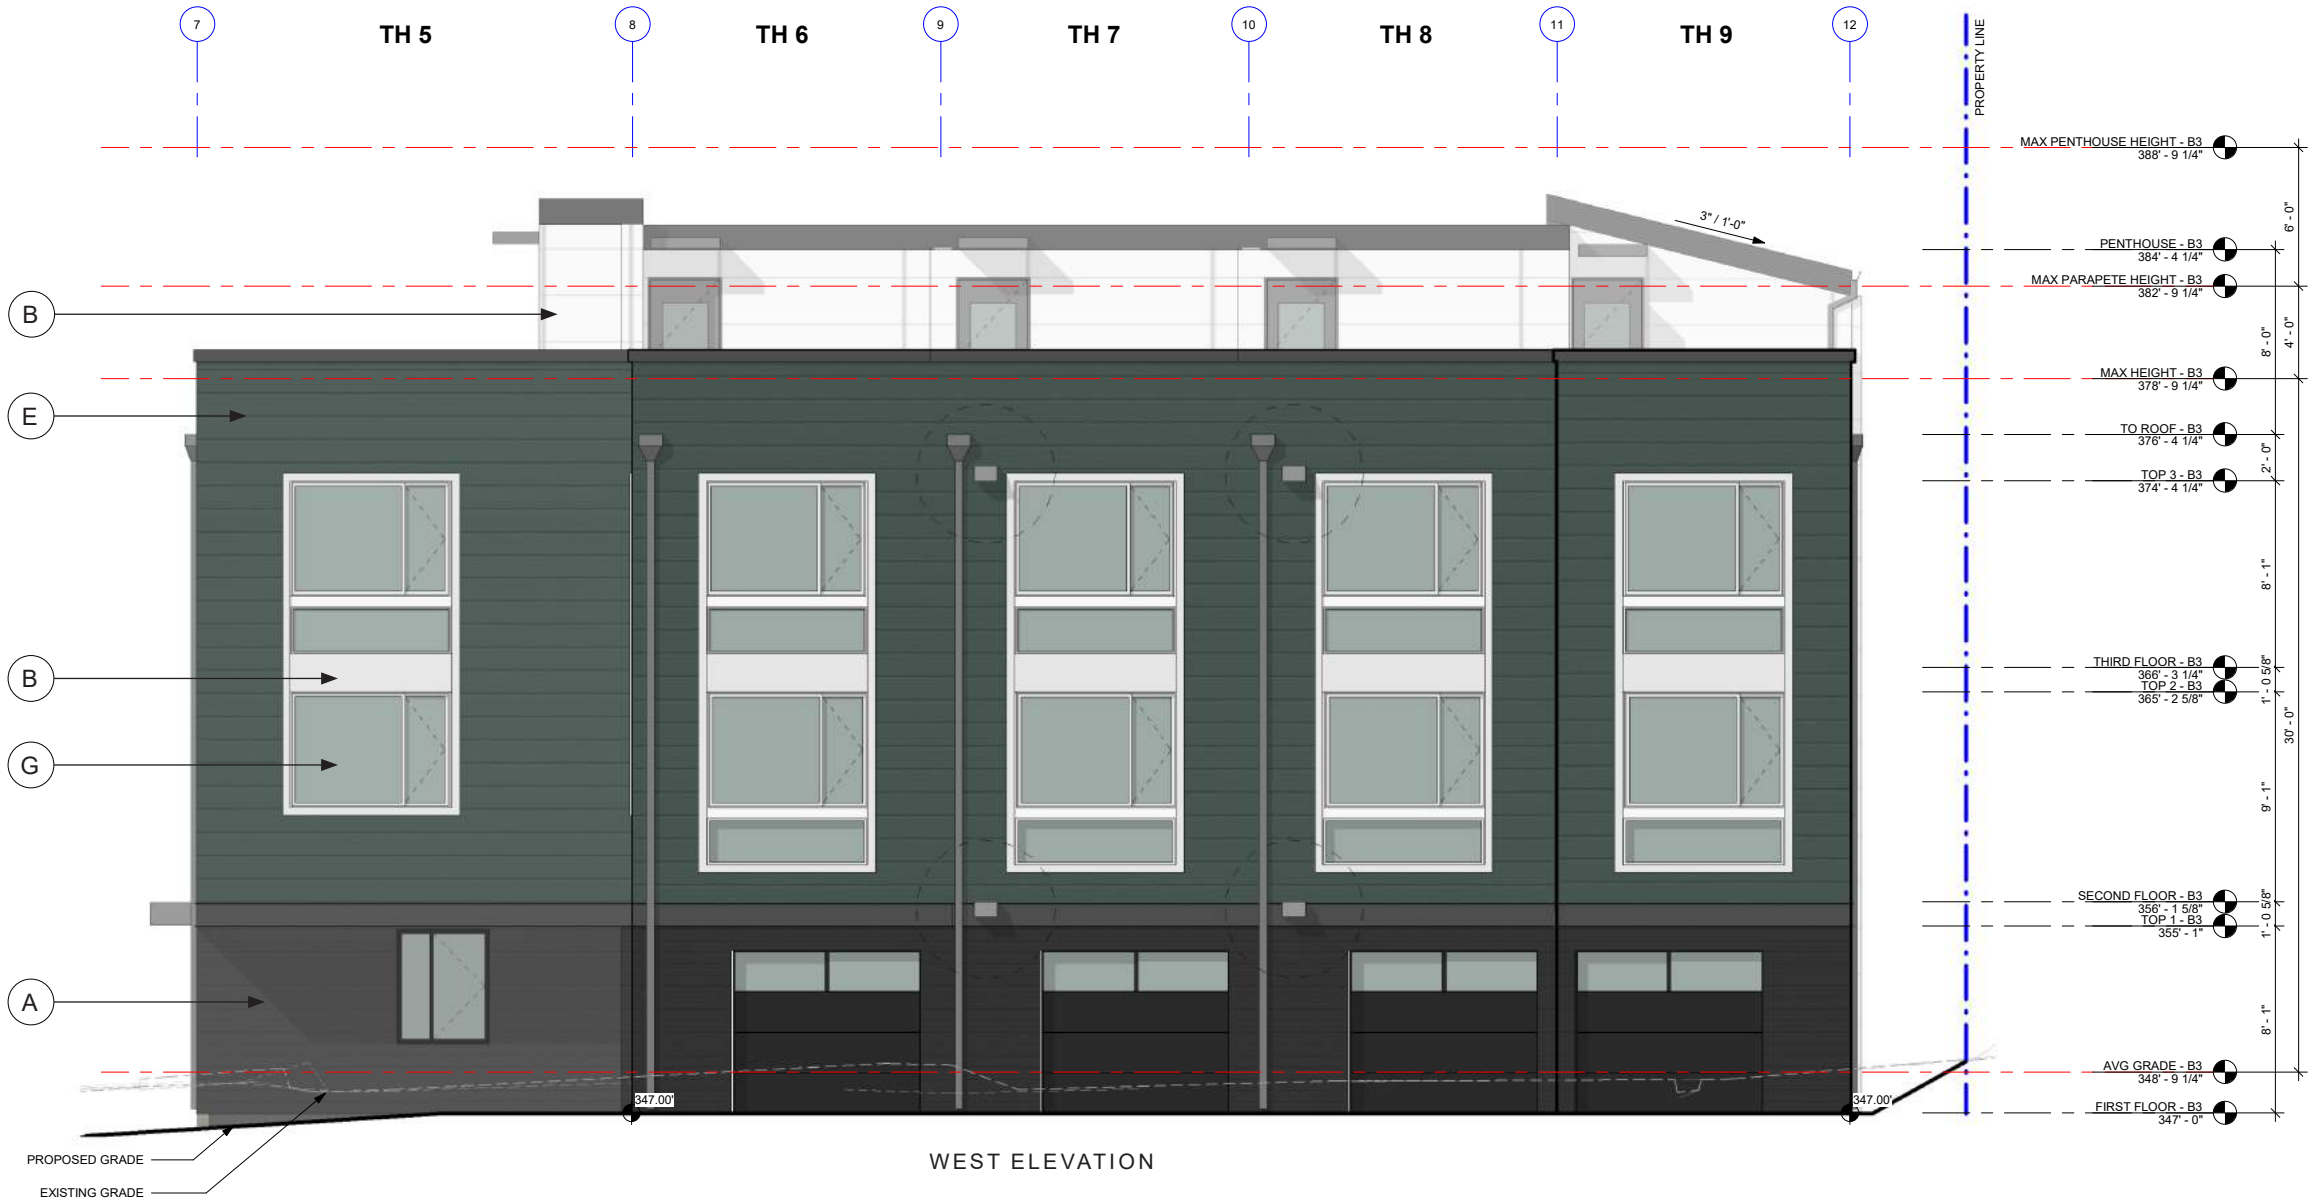 7
TH 5
8
TH 6
9
TH 7
10
TH 8
11
TH 9
12
PROPERTY LINE
MAX PENTHOUSE HEIGHT - B3
388' - 9 1/4"
6' - 0"
3" / 1'-0"
PENTHOUSE - B3
384' - 4 1/4"
MAX PARAPETE HEIGHT - B3
382' - 9 1/4"
B
8' - 0"
4' - 0"
MAX HEIGHT - B3
378' - 9 1/4"
E
TO ROOF - B3
376' - 4 1/4"
2' - 0"
TOP 3 - B3
374' - 4 1/4"
8' - 1"
THIRD FLOOR - B3
366' - 3 1/4"
1' - 0 5/8"
B
TOP 2 - B3
365' - 2 5/8"
30' - 0"
G
9' - 1"
SECOND FLOOR - B3
356' - 1 5/8"
1' - 0 5/8"
TOP 1 - B3
355' - 1"
A
8' - 1"
AVG GRADE - B3
348' - 9 1/4"
347.00'
347.00'
FIRST FLOOR - B3
347' - 0"
PROPOSED GRADE
WEST ELEVATION
EXISTING GRADE